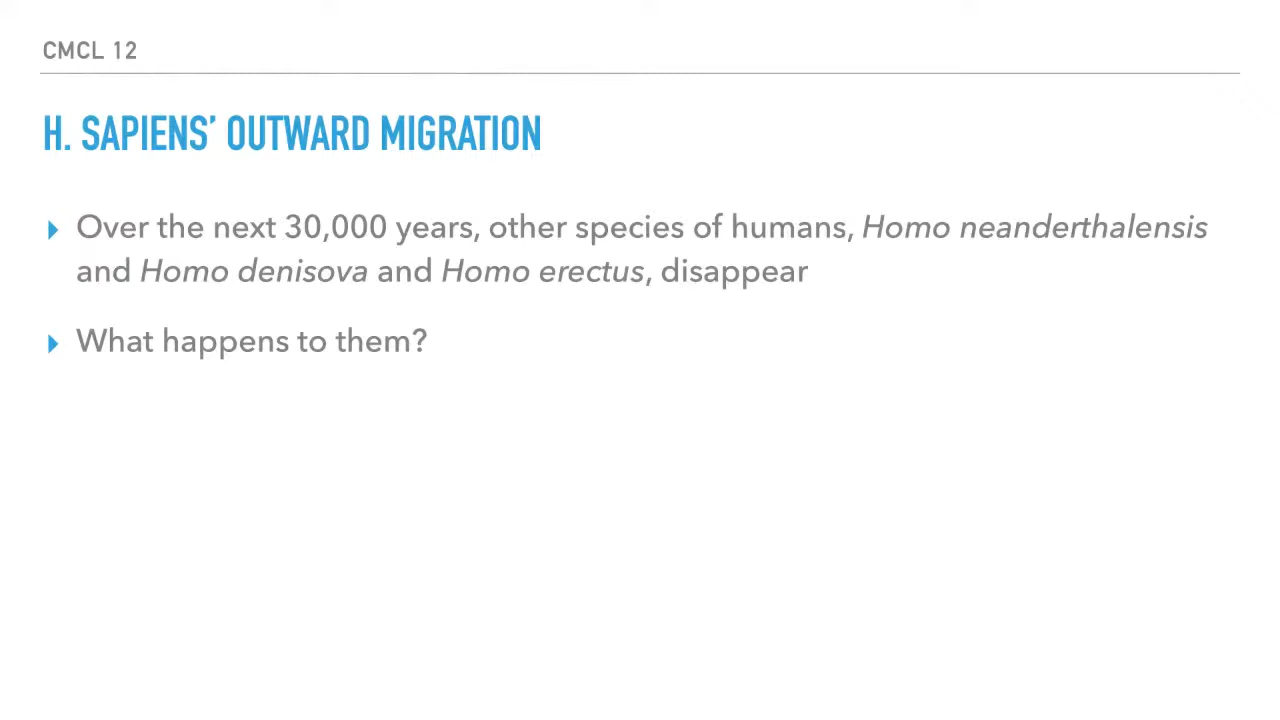 CMCL 12
H. SAPIENS’ OUTWARD MIGRATION
▸ Over the next 30,000 years, other species of humans, Homo neanderthalensis
and Homo denisova and Homo erectus, disappear
▸ What happens to them?